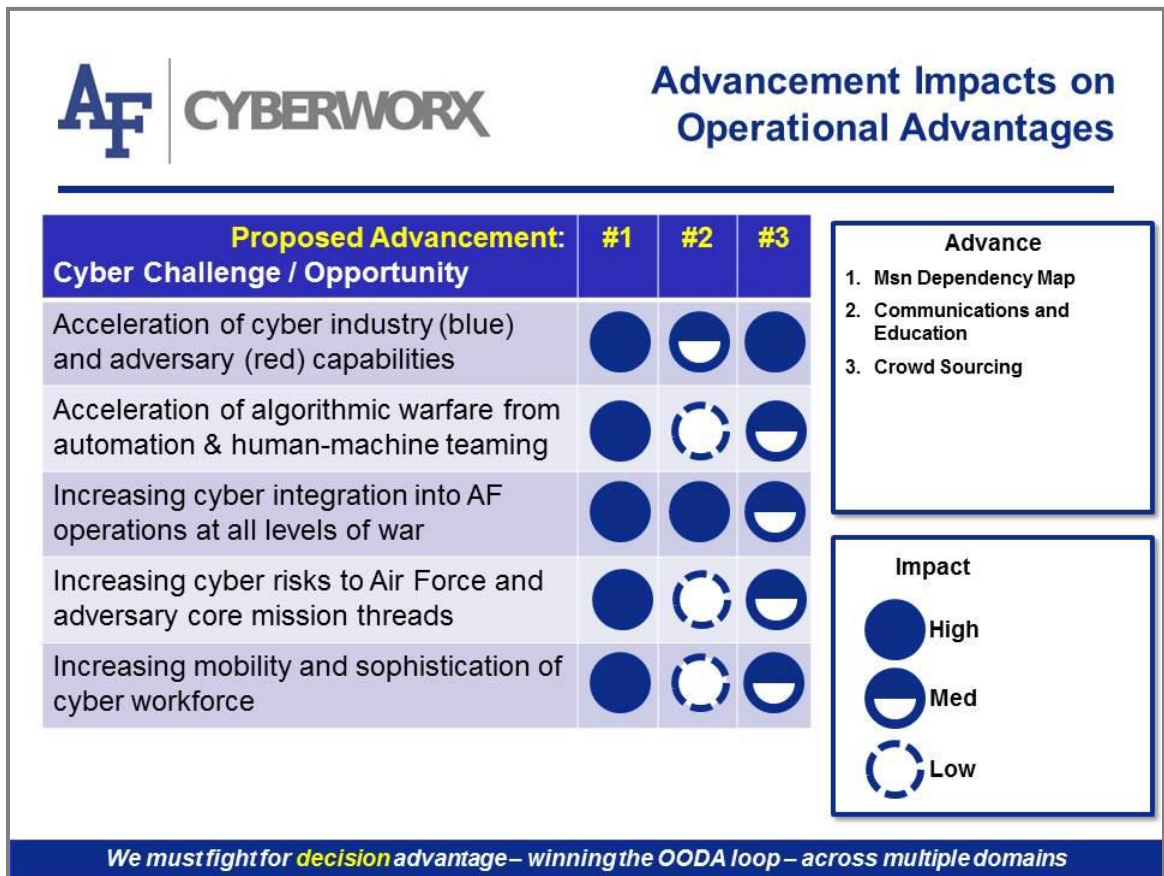 AF CYBERWORX
Advancement Impacts on
Operational Advantages
Proposed Advancement: #1 #2 #3
Cyber Challenge / Opportunity
Acceleration of cyber industry (blue)
and adversary (red) capabilities
Acceleration of algorithmic warfare from
automation & human-machine teaming
Increasing cyber integration into AF
operations at all levels of war
Increasing cyber risks to Air Force and
adversary core mission threads
Increasing mobility and sophistication of
cyber workforce
Advance
1. Msn Dependency Map
2. Communications and
Education
3. Crowd Sourcing
Impact
High
Med
Low
We must fight for decision advantage – winning the OODA loop – across multiple domains